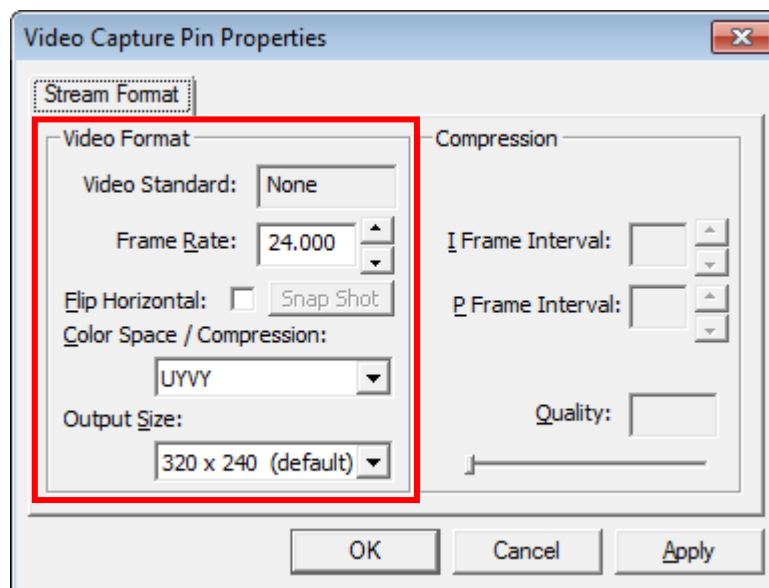 Video Capture Pin Properties
Stream Format
Video Format
Video Standard: None
Frame Rate: 24.000
Flip Horizontal: Snap Shot
Color Space / Compression:
UYVY
Output Size:
320 x 240 (default)
Compression
I Frame Interval:
P Frame Interval:
Quality:
OK Cancel Apply